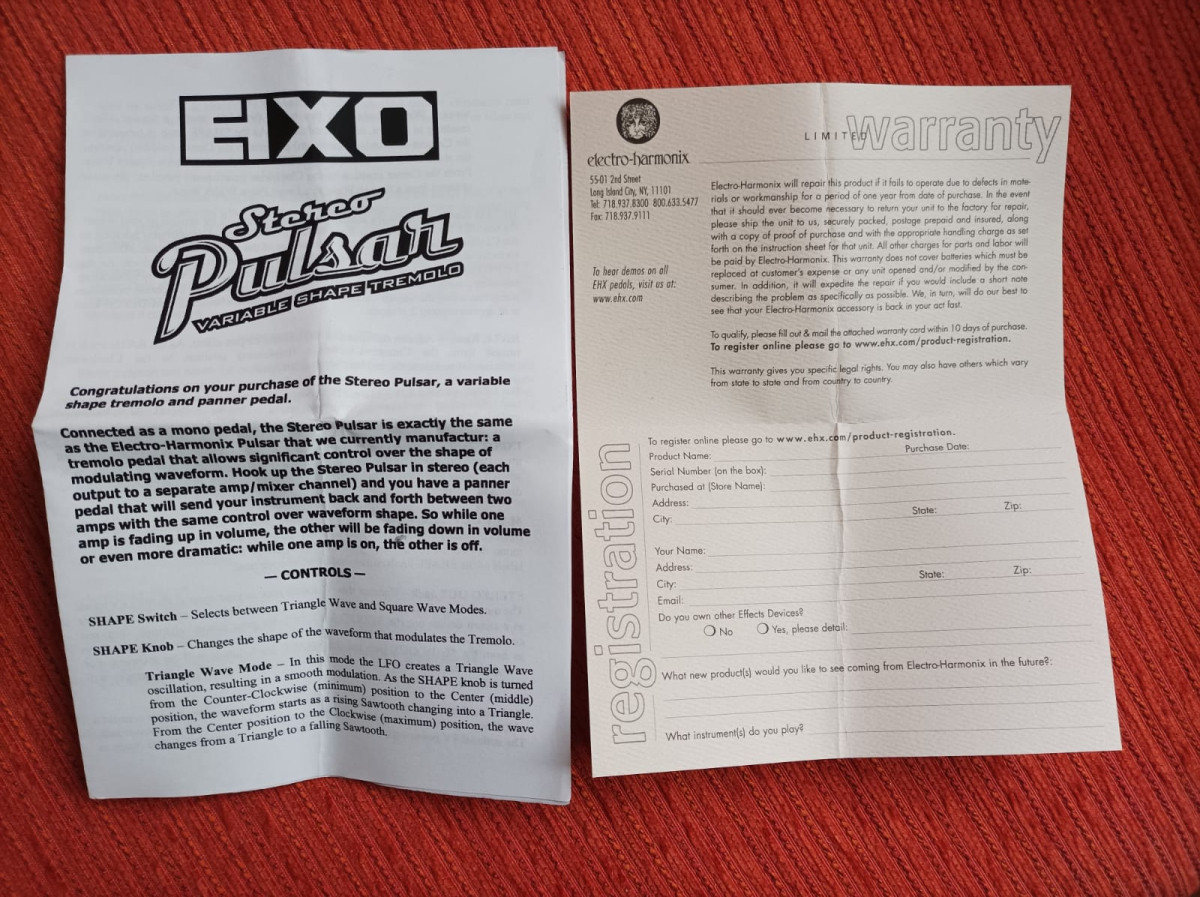 EHXO
Stereo
Pulsar
VARIABLE SHAPE TREMOLO
Congratulations on your purchase of the Stereo Pulsar, a variable
shape tremolo and panner pedal.
Connected as a mono pedal, the Stereo Pulsar is exactly the same
as the Electro-Harmonix Pulsar that we currently manufactur: a
tremolo pedal that allows significant control over the shape of
modulating waveform. Hook up the Stereo Pulsar in stereo (each
output to a separate amp/mixer channel) and you have a panner
pedal that will send your instrument back and forth between two
amps with the same control over waveform shape. So while one
amp is fading up in volume, the other will be fading down in volume
or even more dramatic: while one amp is on, the other is off.
— CONTROLS —
SHAPE Switch – Selects between Triangle Wave and Square Wave Modes.
SHAPE Knob – Changes the shape of the waveform that modulates the Tremolo.
Triangle Wave Mode – In this mode the LFO creates a Triangle Wave
oscillation, resulting in a smooth modulation. As the SHAPE knob is turned
from the Counter-Clockwise (minimum) position to the Center (middle)
position, the waveform starts as a rising Sawtooth changing into a Triangle.
From the Center position to the Clockwise (maximum) position, the wave
changes from a Triangle to a falling Sawtooth.
electro-harmonix
55-01 2nd Street
Long Island City, NY, 11101
Tel: 718.937.8300 800.633.5477
Fax: 718.937.9111
To hear demos on all
EHX pedals, visit us at:
www.ehx.com
LIMITED warranty
Electro-Harmonix will repair this product if it fails to operate due to defects in mate-
rials or workmanship for a period of one year from date of purchase. In the event
that it should ever become necessary to return your unit to the factory for repair,
please ship the unit to us, securely packed, postage prepaid and insured, along
with a copy of proof of purchase and with the appropriate handling charge as set
forth on the instruction sheet for that unit. All other charges for parts and labor will
be paid by Electro-Harmonix. This warranty does not cover batteries which must be
replaced at customer's expense or any unit opened and/or modified by the con-
sumer. In addition, it will expedite the repair if you would include a short note
describing the problem as specifically as possible. We, in turn, will do our best to
see that your Electro-Harmonix accessory is back in your act fast.
To qualify, please fill out & mail the attached warranty card within 10 days of purchase.
To register online please go to www.ehx.com/product-registration.
This warranty gives you specific legal rights. You may also have others which vary
from state to state and from country to country.
registration
To register online please go to www.ehx.com/product-registration.
Product Name: Purchase Date:
Serial Number (on the box):
Purchased at (Store Name):
Address:
City: State: Zip:
Your Name:
Address:
City: State: Zip:
Email:
Do you own other Effects Devices?
No Yes, please detail:
What new product(s) would you like to see coming from Electro-Harmonix in the future?:
What instrument(s) do you play?